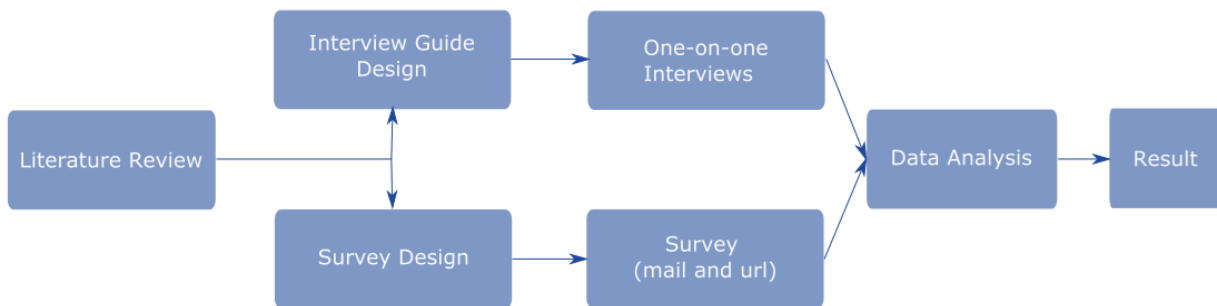 Literature Review
Interview Guide
Design
One-on-one
Interviews
Survey Design
Survey
(mail and url)
Data Analysis
Result